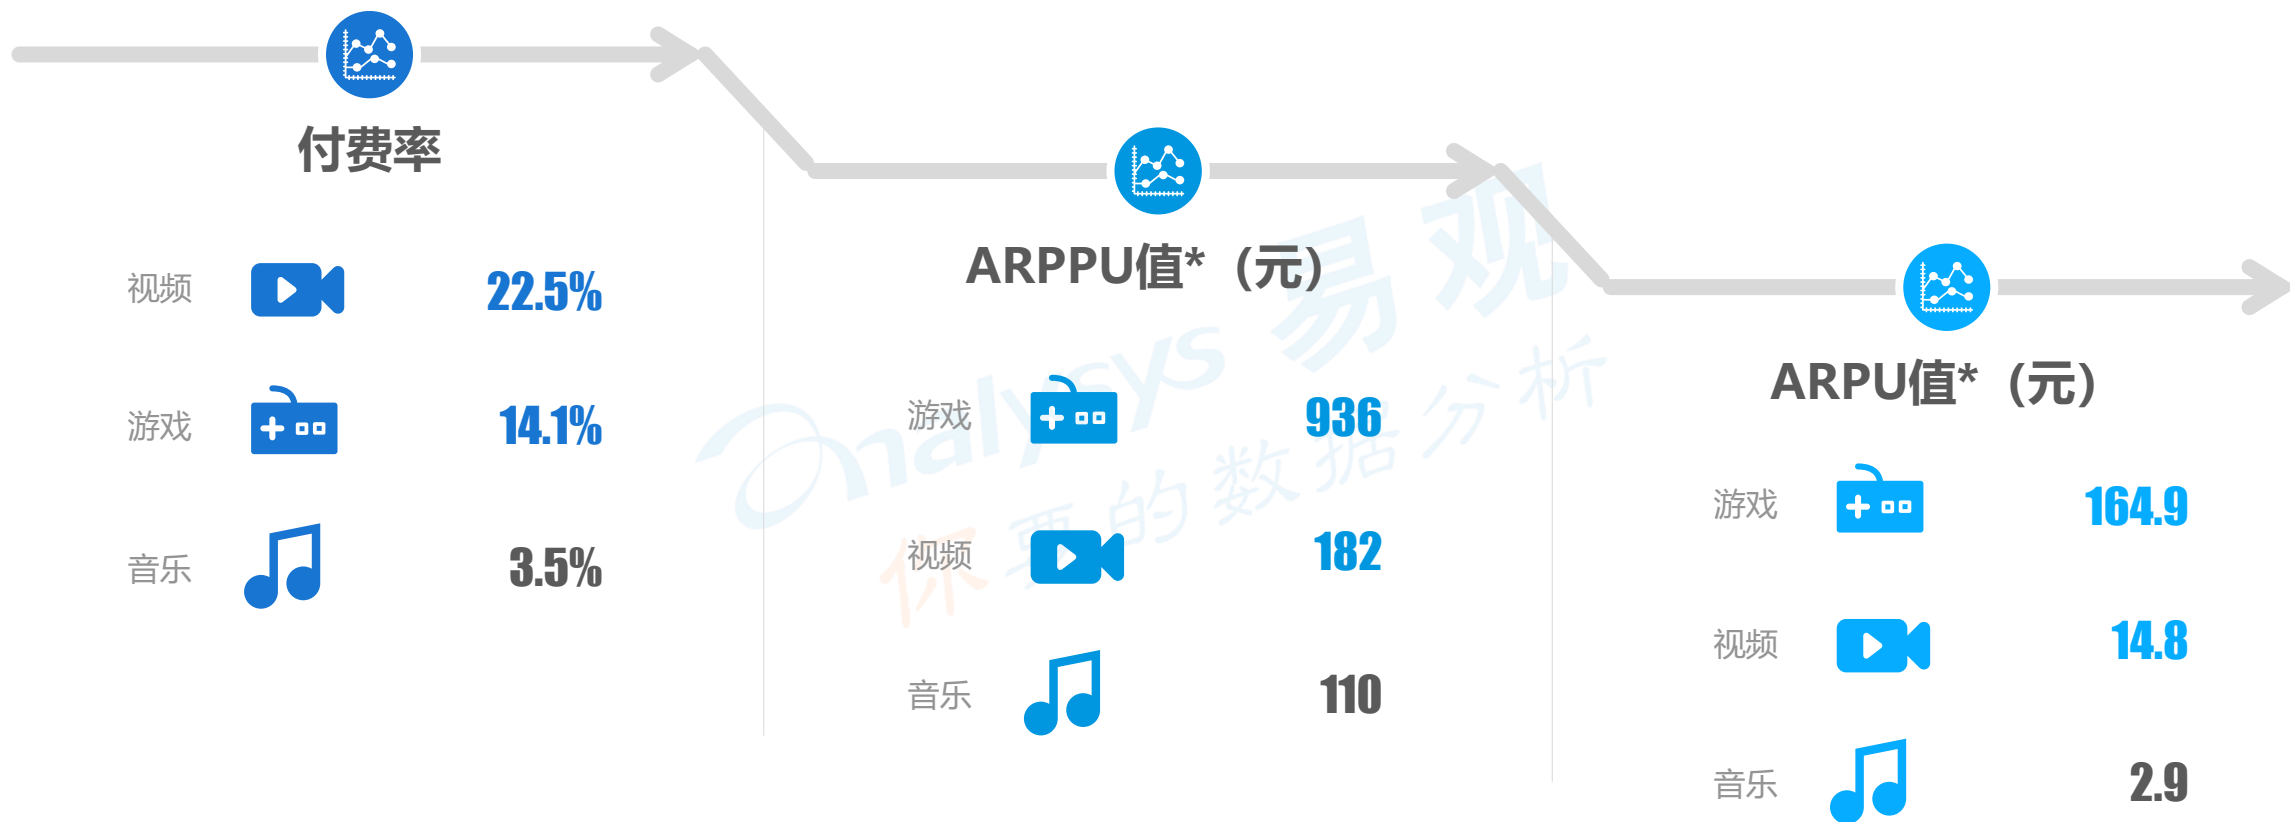 付费率
视频 22.5%
游戏 14.1%
音乐 3.5%
ARPPU值*（元）
游戏 936
视频 182
音乐 110
ARPU值*（元）
游戏 164.9
视频 14.8
音乐 2.9
analysys 易观
你要的数据分析